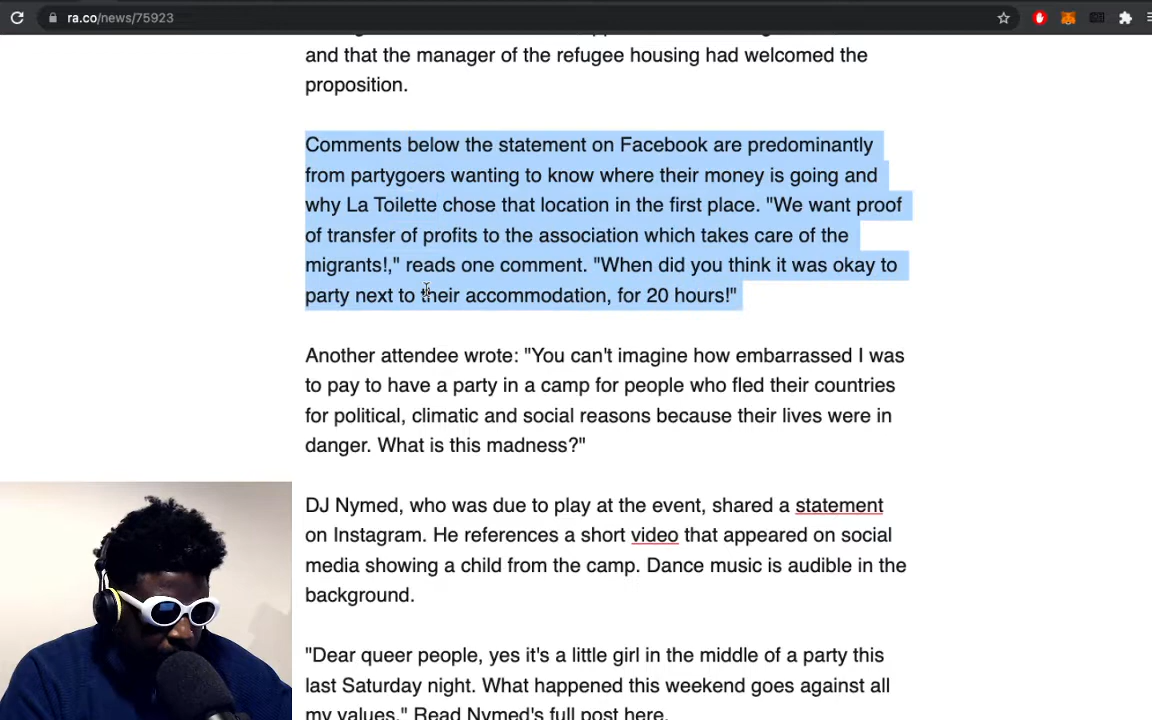 ra.co/news/75923
and that the manager of the refugee housing had welcomed the
proposition.
Comments below the statement on Facebook are predominantly
from partygoers wanting to know where their money is going and
why La Toilette chose that location in the first place. "We want proof
of transfer of profits to the association which takes care of the
migrants!," reads one comment. "When did you think it was okay to
party next to their accommodation, for 20 hours!"
Another attendee wrote: "You can't imagine how embarrassed I was
to pay to have a party in a camp for people who fled their countries
for political, climatic and social reasons because their lives were in
danger. What is this madness?"
DJ Nymed, who was due to play at the event, shared a statement
on Instagram. He references a short video that appeared on social
media showing a child from the camp. Dance music is audible in the
background.
"Dear queer people, yes it's a little girl in the middle of a party this
last Saturday night. What happened this weekend goes against all
my values." Read Nymed's full post here.